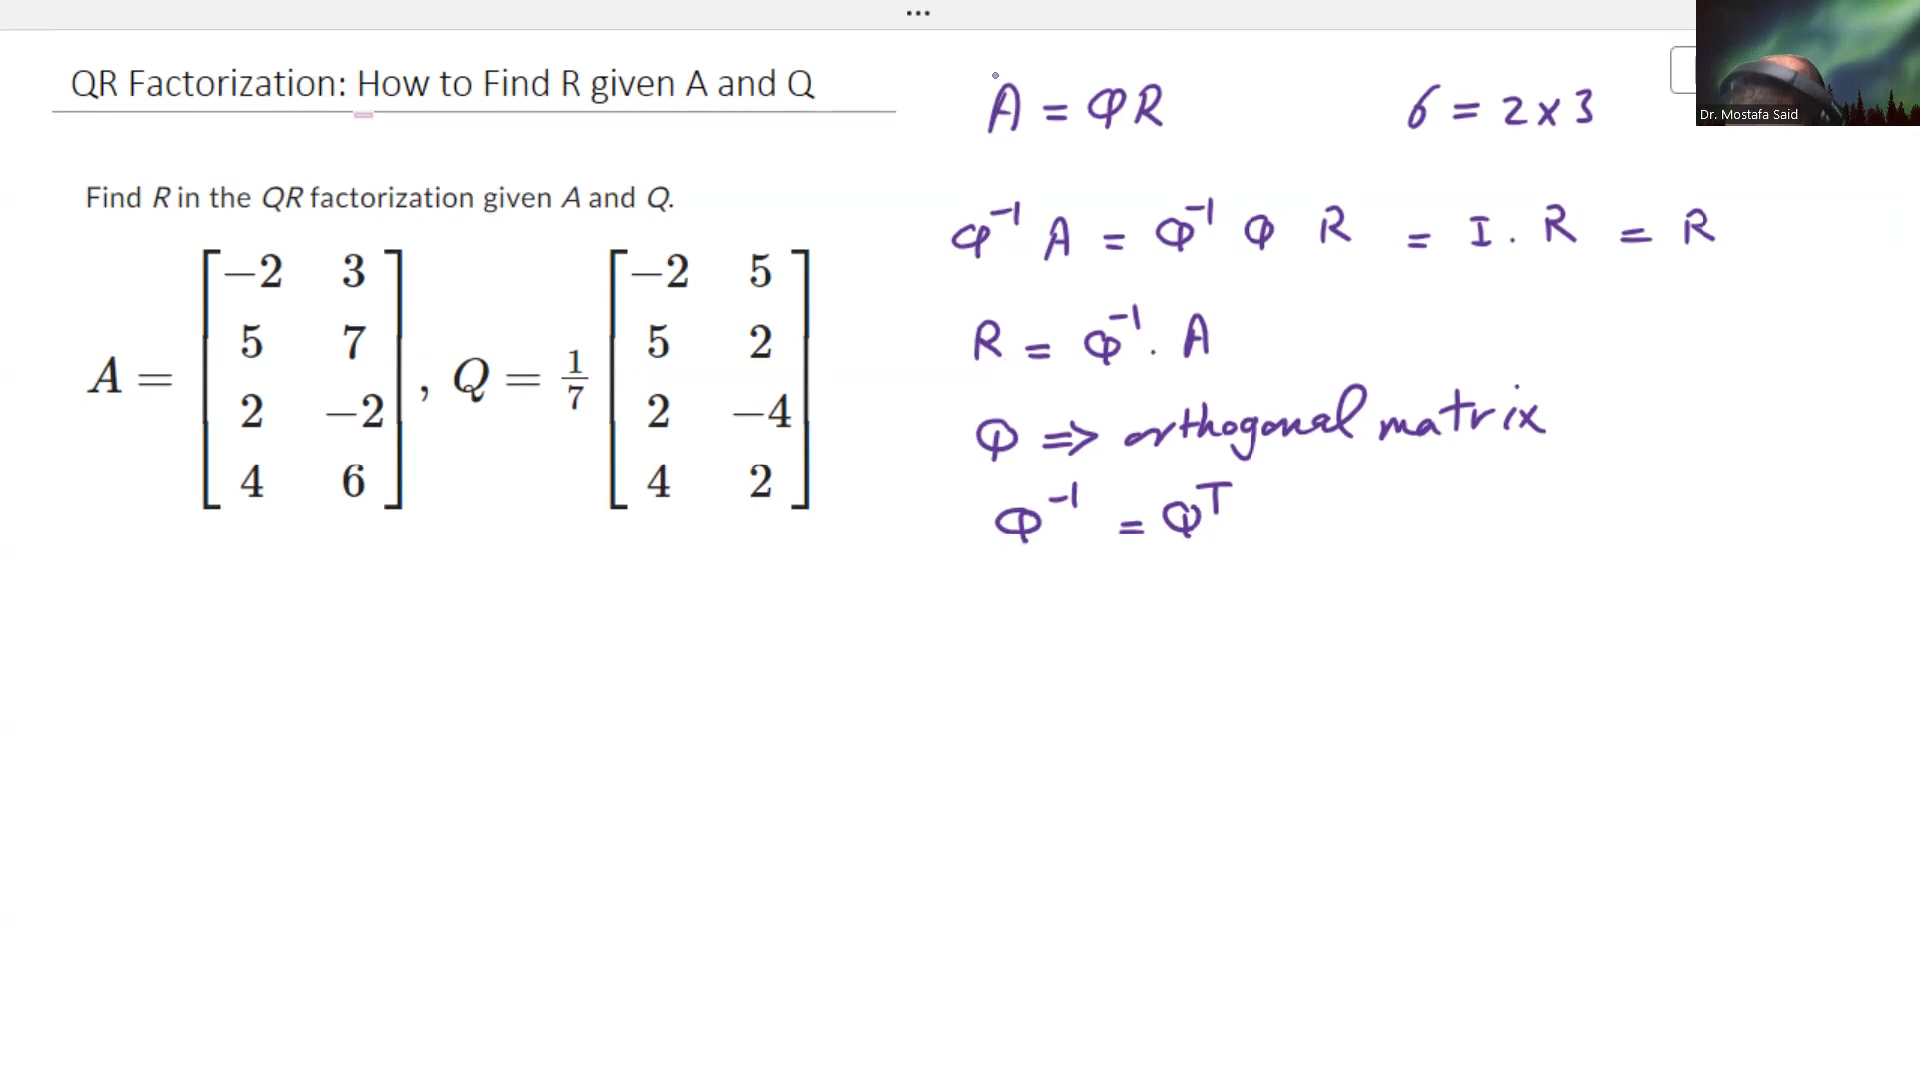 ...
QR Factorization: How to Find R given A and Q
Find R in the QR factorization given A and Q.
A = [−2 3; 5 7; 2 −2; 4 6], Q = 1/7 [−2 5; 5 2; 2 −4; 4 2]
A = QR
6 = 2 x 3
Q⁻¹ A = Q⁻¹ Q R = I . R = R
R = Q⁻¹ . A
Q => orthogonal matrix
Q⁻¹ = Qᵀ
Dr. Mostafa Said